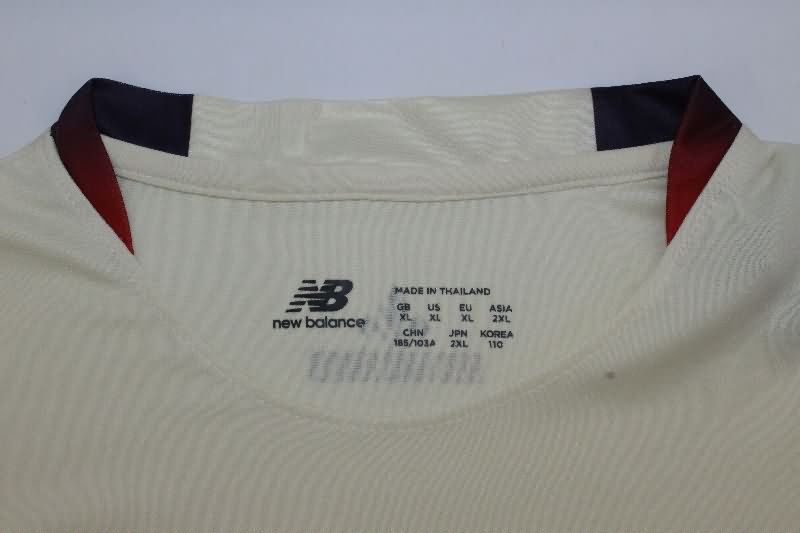 NB
new balance
MADE IN THAILAND
GB US EU ASIA
XL XL XL 2XL
CHN JPN KOREA
185/103A 2XL 110